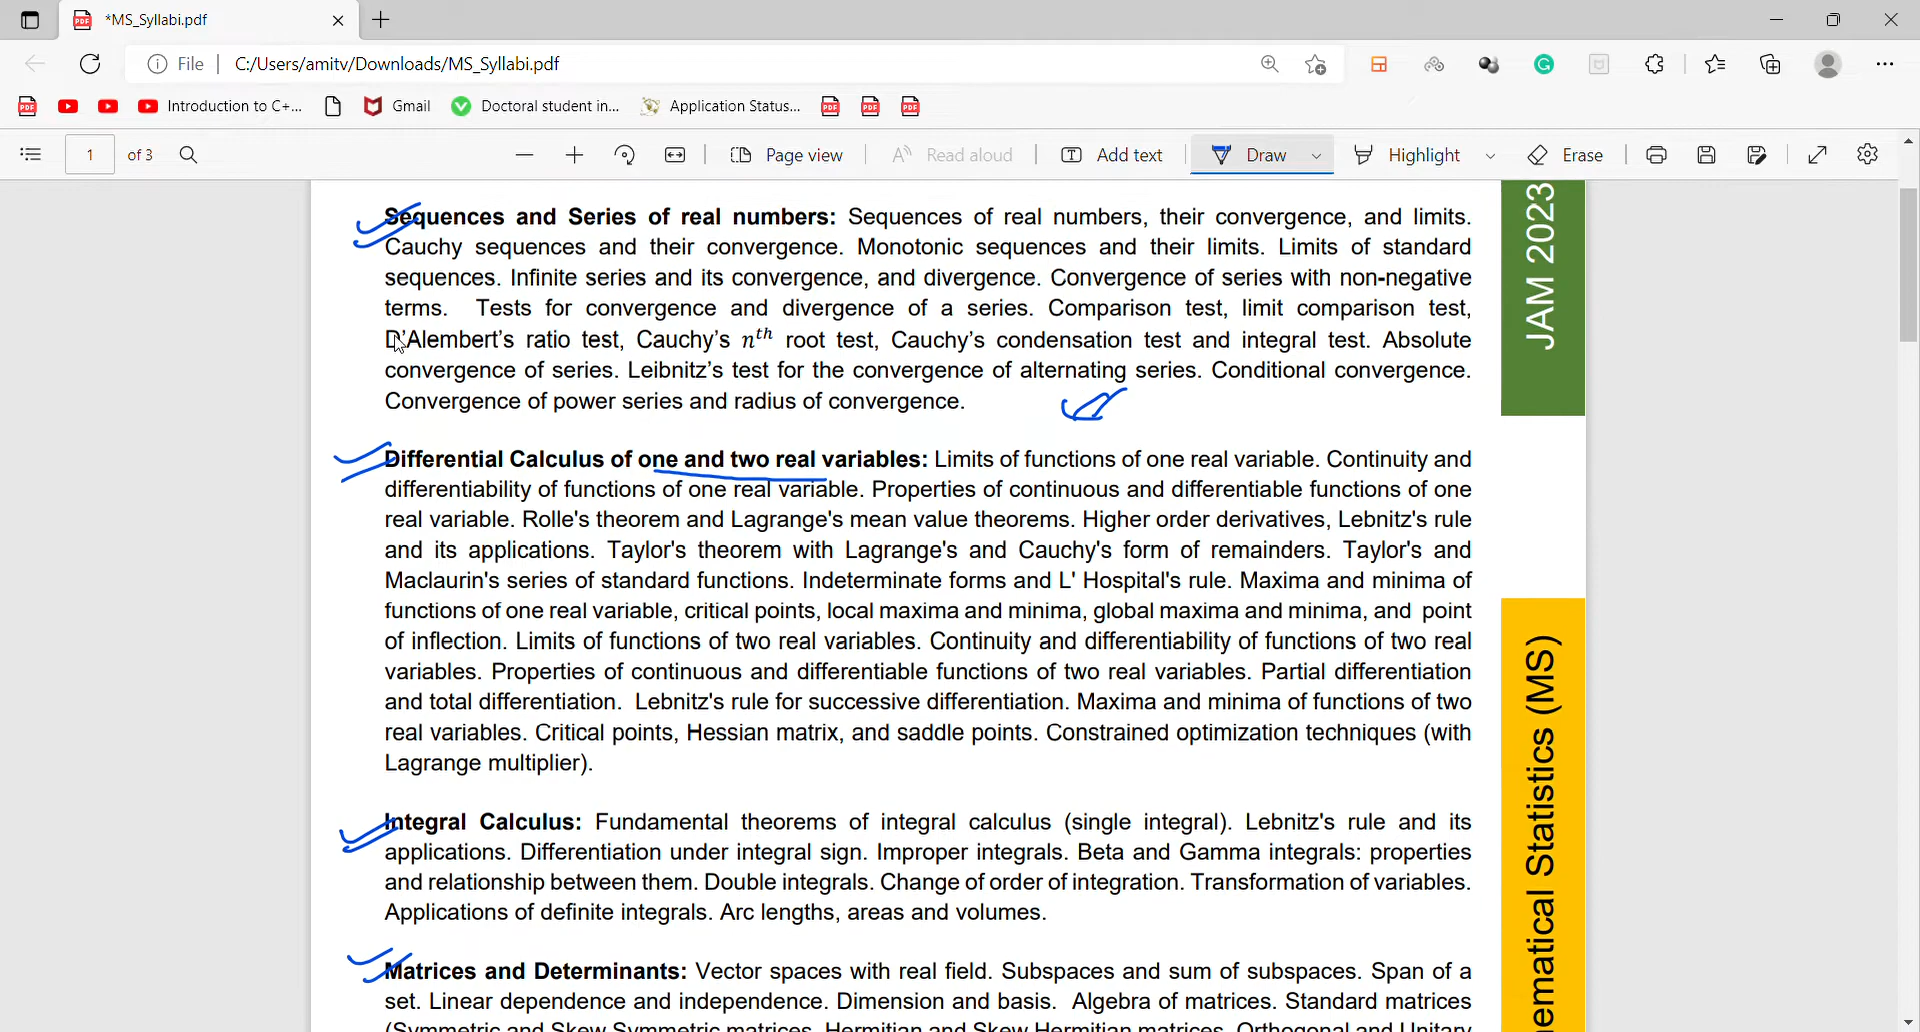 *MS_Syllabi.pdf
File | C:/Users/amitv/Downloads/MS_Syllabi.pdf
Introduction to C+... Gmail Doctoral student in... Application Status...
1 of 3 Page view Read aloud Add text Draw Highlight Erase
Sequences and Series of real numbers: Sequences of real numbers, their convergence, and limits.
Cauchy sequences and their convergence. Monotonic sequences and their limits. Limits of standard
sequences. Infinite series and its convergence, and divergence. Convergence of series with non-negative
terms. Tests for convergence and divergence of a series. Comparison test, limit comparison test,
D'Alembert's ratio test, Cauchy's nth root test, Cauchy's condensation test and integral test. Absolute
convergence of series. Leibnitz's test for the convergence of alternating series. Conditional convergence.
Convergence of power series and radius of convergence.
Differential Calculus of one and two real variables: Limits of functions of one real variable. Continuity and
differentiability of functions of one real variable. Properties of continuous and differentiable functions of one
real variable. Rolle's theorem and Lagrange's mean value theorems. Higher order derivatives, Lebnitz's rule
and its applications. Taylor's theorem with Lagrange's and Cauchy's form of remainders. Taylor's and
Maclaurin's series of standard functions. Indeterminate forms and L' Hospital's rule. Maxima and minima of
functions of one real variable, critical points, local maxima and minima, global maxima and minima, and point
of inflection. Limits of functions of two real variables. Continuity and differentiability of functions of two real
variables. Properties of continuous and differentiable functions of two real variables. Partial differentiation
and total differentiation. Lebnitz's rule for successive differentiation. Maxima and minima of functions of two
real variables. Critical points, Hessian matrix, and saddle points. Constrained optimization techniques (with
Lagrange multiplier).
Integral Calculus: Fundamental theorems of integral calculus (single integral). Lebnitz's rule and its
applications. Differentiation under integral sign. Improper integrals. Beta and Gamma integrals: properties
and relationship between them. Double integrals. Change of order of integration. Transformation of variables.
Applications of definite integrals. Arc lengths, areas and volumes.
Matrices and Determinants: Vector spaces with real field. Subspaces and sum of subspaces. Span of a
set. Linear dependence and independence. Dimension and basis. Algebra of matrices. Standard matrices
(Symmetric and Skew Symmetric matrices, Hermitian and Skew Hermitian matrices, Orthogonal and Unitary
JAM 2023
ematical Statistics (MS)